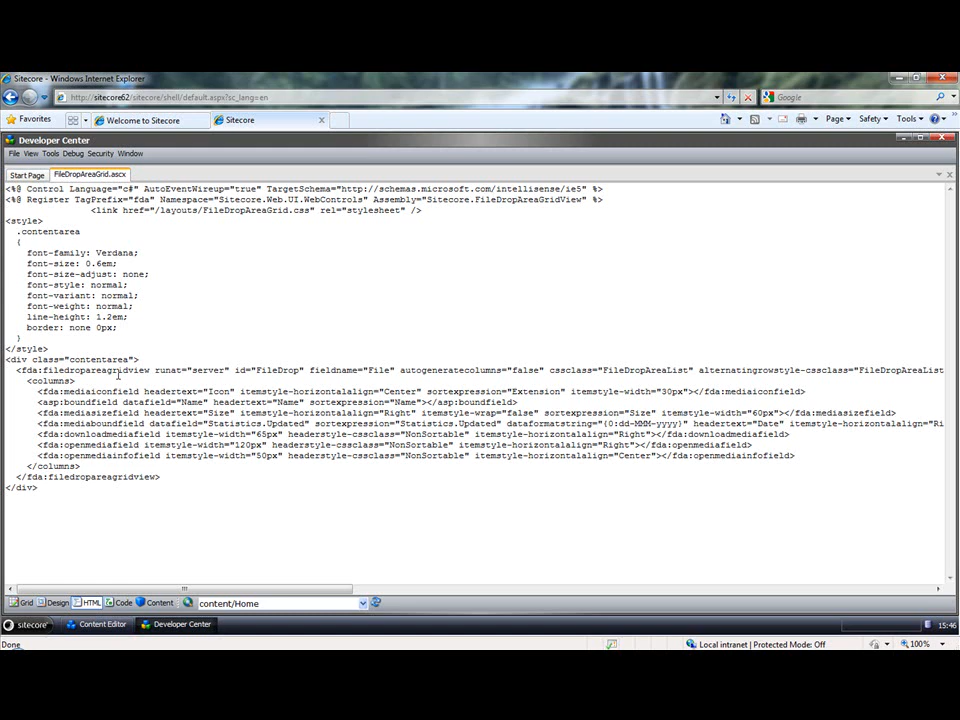 Sitecore - Windows Internet Explorer
http://sitecore62/sitecore/shell/default.aspx?sc_lang=en
Google
Favorites
Welcome to Sitecore
Sitecore
x
Page
Safety
Tools
Developer Center
File View Tools Debug Security Window
Start Page
FileDropAreaGrid.ascx
<%@ Control Language="c#" AutoEventWireup="true" TargetSchema="http://schemas.microsoft.com/intellisense/ie5" %>
<%@ Register TagPrefix="fda" Namespace="Sitecore.Web.UI.WebControls" Assembly="Sitecore.FileDropAreaGridView" %>
<link href="/layouts/FileDropAreaGrid.css" rel="stylesheet" />
<style>
.contentarea
{
font-family: Verdana;
font-size: 0.6em;
font-size-adjust: none;
font-style: normal;
font-variant: normal;
font-weight: normal;
line-height: 1.2em;
border: none 0px;
}
</style>
<div class="contentarea">
<fda:filedropareagridview runat="server" id="FileDrop" fieldname="File" autogeneratecolumns="false" cssclass="FileDropAreaList" alternatingrowstyle-cssclass="FileDropAreaList
<columns>
<fda:mediaiconfield headertext="Icon" itemstyle-horizontalalign="Center" sortexpression="Extension" itemstyle-width="30px"></fda:mediaiconfield>
<asp:boundfield datafield="Name" headertext="Name" sortexpression="Name"></asp:boundfield>
<fda:mediasizefield headertext="Size" itemstyle-horizontalalign="Right" itemstyle-wrap="false" sortexpression="Size" itemstyle-width="60px"></fda:mediasizefield>
<fda:mediaboundfield datafield="Statistics.Updated" sortexpression="Statistics.Updated" dataformatstring="{0:dd-MMM-yyyy}" headertext="Date" itemstyle-horizontalalign="Ri
<fda:downloadmediafield itemstyle-width="65px" headerstyle-cssclass="NonSortable" itemstyle-horizontalalign="Right"></fda:downloadmediafield>
<fda:openmediafield itemstyle-width="120px" headerstyle-cssclass="NonSortable" itemstyle-horizontalalign="Right"></fda:openmediafield>
<fda:openmediainfofield itemstyle-width="50px" headerstyle-cssclass="NonSortable" itemstyle-horizontalalign="Center"></fda:openmediainfofield>
</columns>
</fda:filedropareagridview>
</div>
Grid
Design
HTML
Code
Content
content/Home
sitecore
Content Editor
Developer Center
15:46
Done
Local intranet | Protected Mode: Off
100%